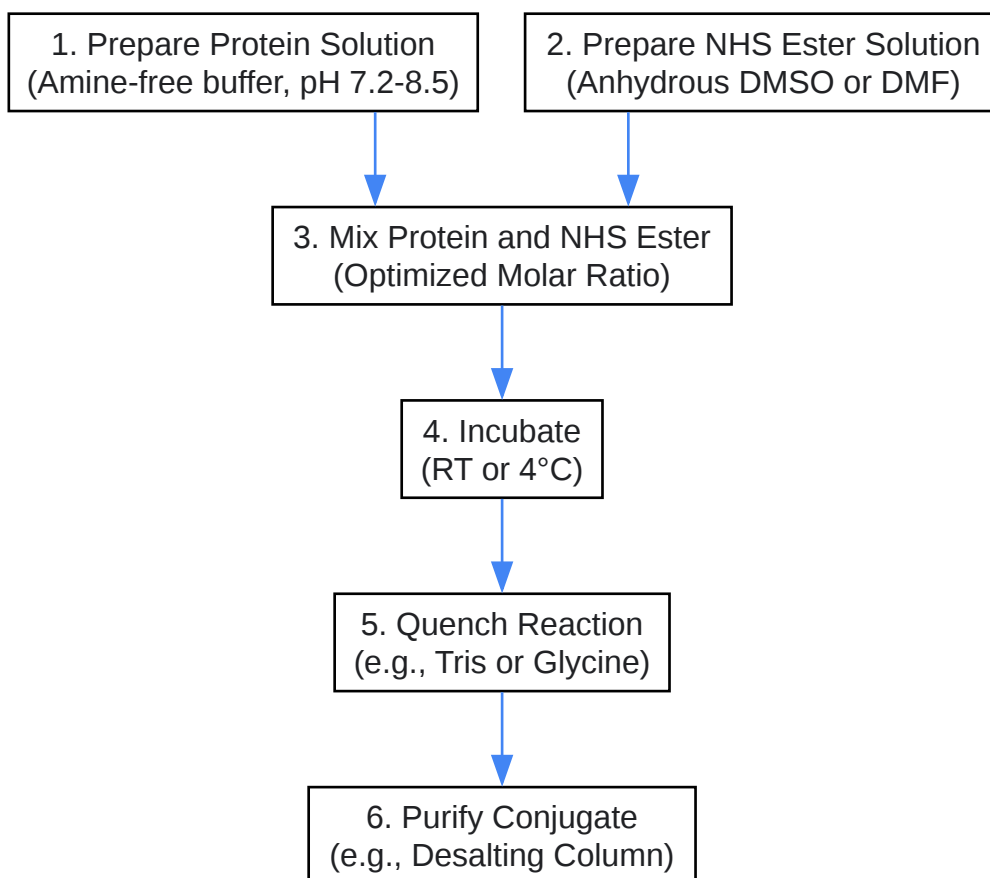 1. Prepare Protein Solution
(Amine-free buffer, pH 7.2-8.5)
2. Prepare NHS Ester Solution
(Anhydrous DMSO or DMF)
3. Mix Protein and NHS Ester
(Optimized Molar Ratio)
4. Incubate
(RT or 4°C)
5. Quench Reaction
(e.g., Tris or Glycine)
6. Purify Conjugate
(e.g., Desalting Column)